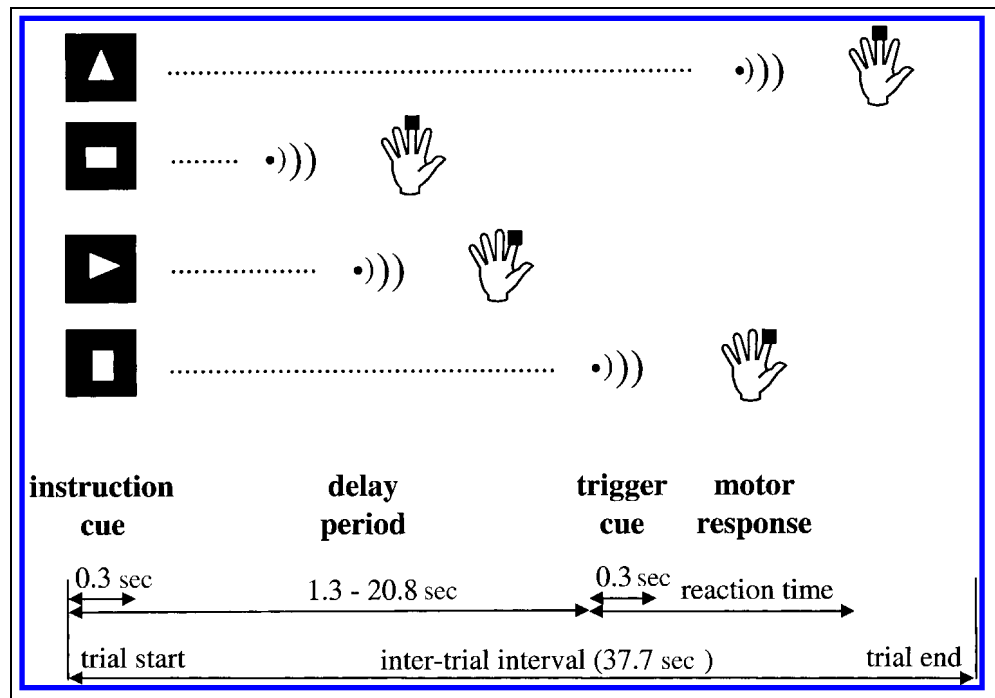 instruction cue
delay period
trigger cue
motor response
0.3 sec
1.3 - 20.8 sec
0.3 sec
reaction time
trial start
inter-trial interval (37.7 sec )
trial end